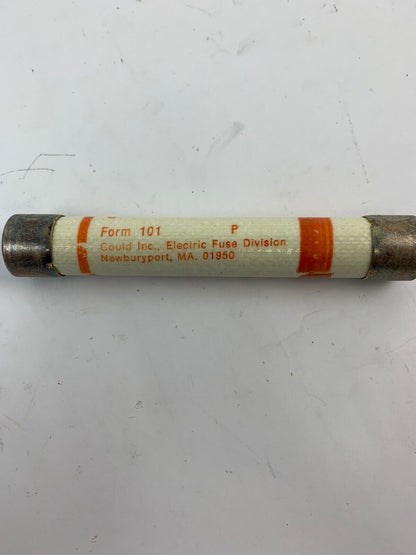 Form 101 P
Gould Inc., Electric Fuse Division
Newburyport, MA. 01950